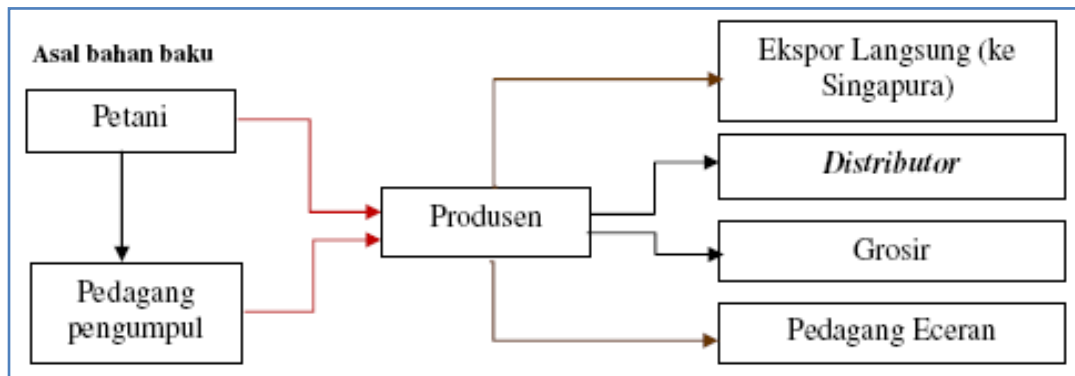 Asal bahan baku
Petani
Pedagang
pengumpul
Produsen
Ekspor Langsung (ke
Singapura)
Distributor
Grosir
Pedagang Eceran